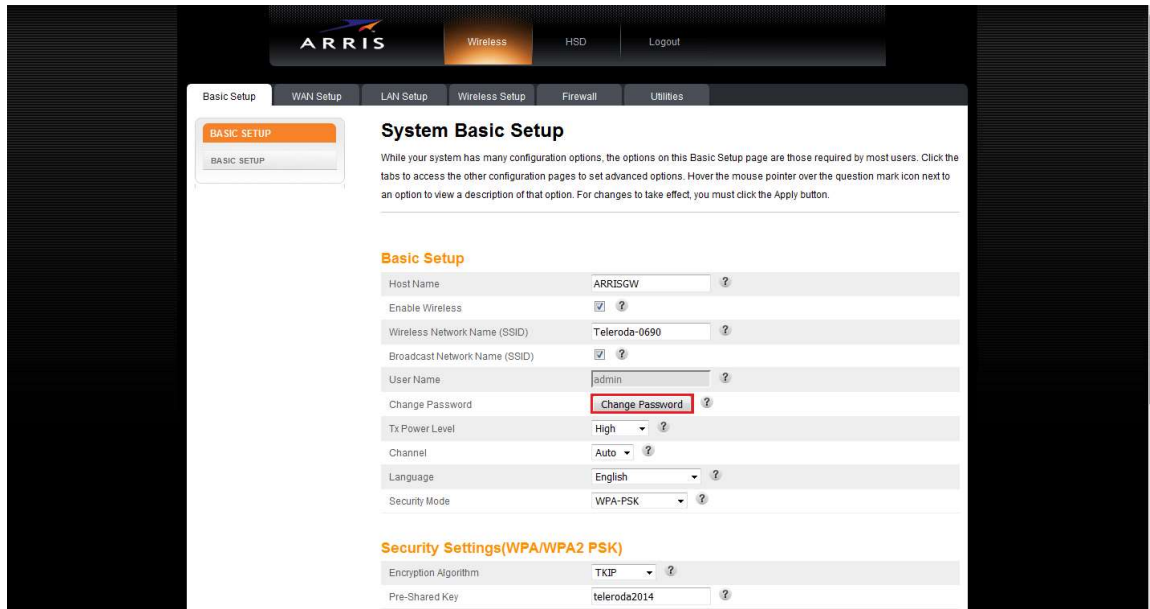 ARRIS
Wireless HSD Logout
Basic Setup WAN Setup LAN Setup Wireless Setup Firewall Utilities
BASIC SETUP
BASIC SETUP
System Basic Setup
While your system has many configuration options, the options on this Basic Setup page are those required by most users. Click the
tabs to access the other configuration pages to set advanced options. Hover the mouse pointer over the question mark icon next to
an option to view a description of that option. For changes to take effect, you must click the Apply button.
Basic Setup
Host Name ARRISGW ?
Enable Wireless ?
Wireless Network Name (SSID) Teleroda-0690 ?
Broadcast Network Name (SSID) ?
User Name admin ?
Change Password Change Password ?
Tx Power Level High ?
Channel Auto ?
Language English ?
Security Mode WPA-PSK ?
Security Settings(WPA/WPA2 PSK)
Encryption Algorithm TKIP ?
Pre-Shared Key teleroda2014 ?